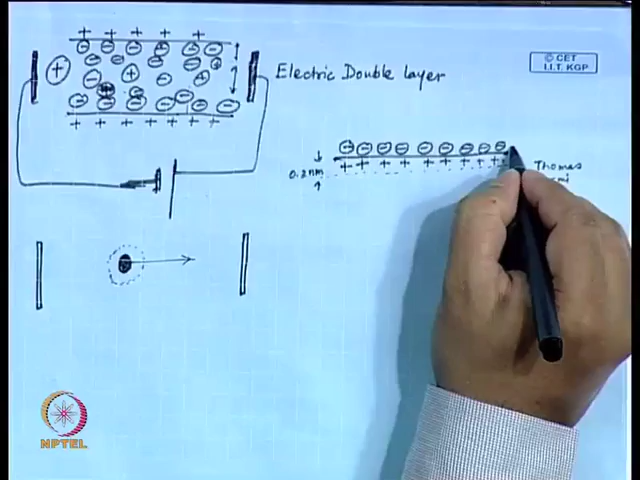 + + + + +
© CET
I.I.T. KGP
Electric Double layer
+ + + + + + +
0.2nm
+ + + + + + + + +
Thomas
NPTEL